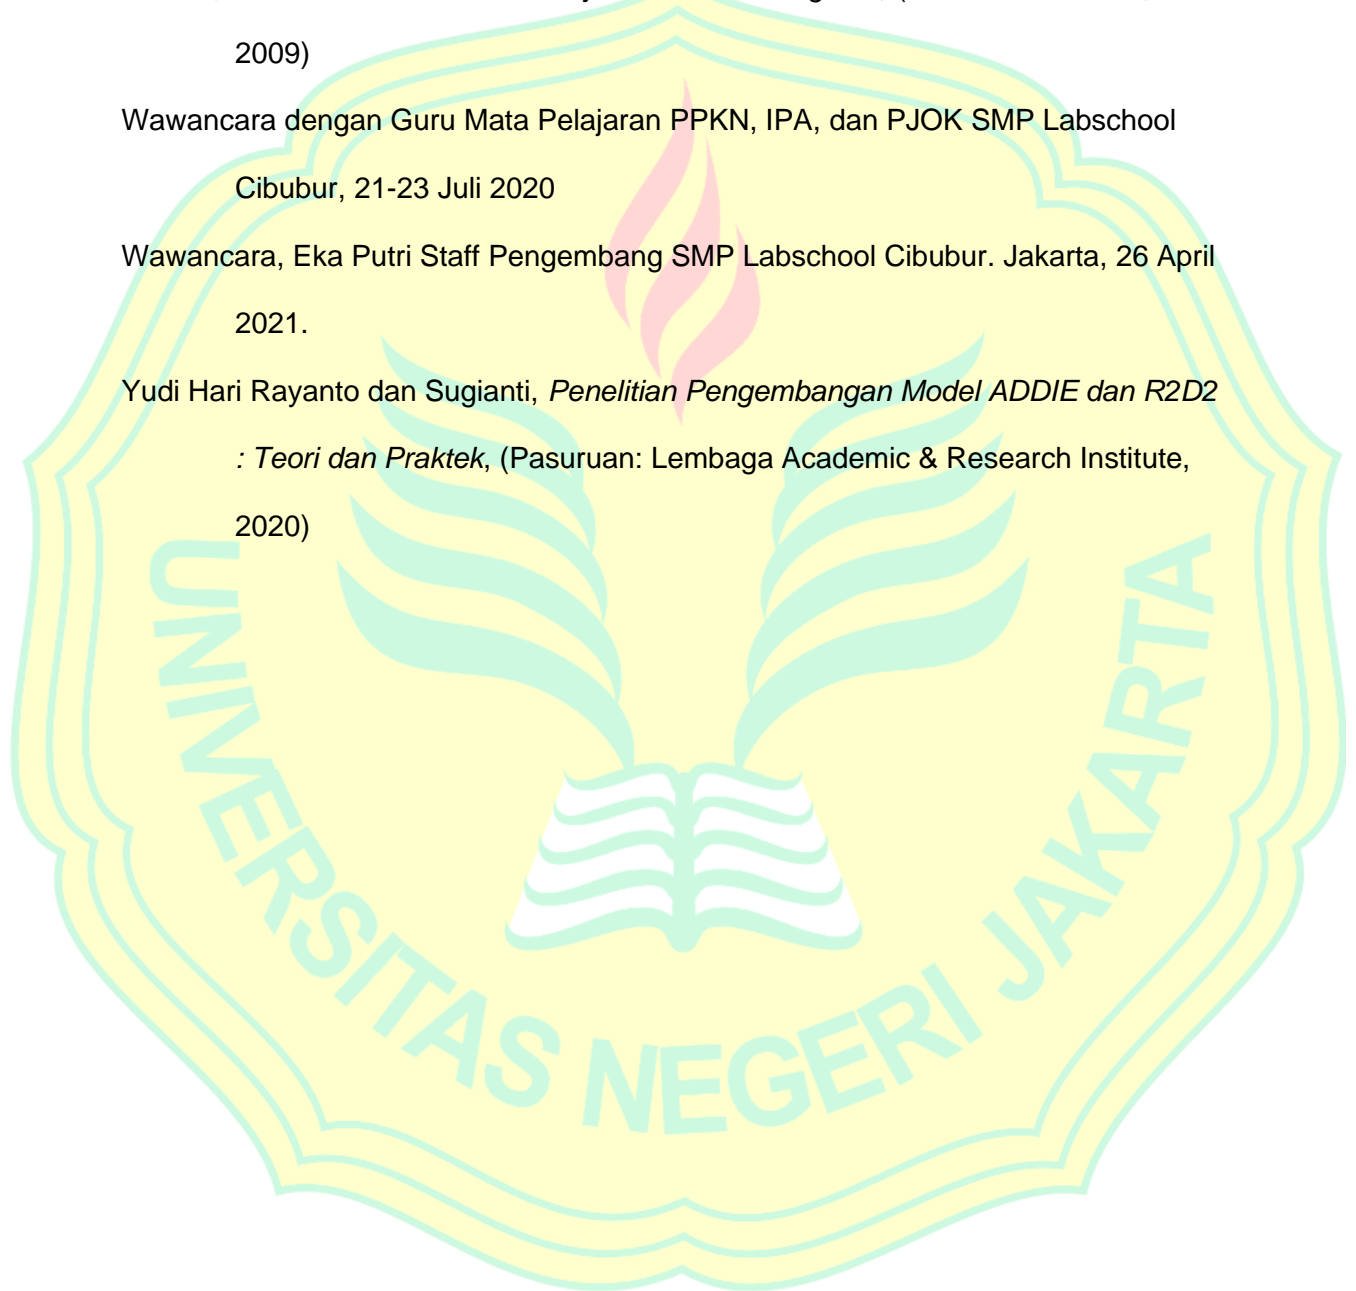 2009)
Wawancara dengan Guru Mata Pelajaran PPKN, IPA, dan PJOK SMP Labschool
Cibubur, 21-23 Juli 2020
Wawancara, Eka Putri Staff Pengembang SMP Labschool Cibubur. Jakarta, 26 April
2021.
Yudi Hari Rayanto dan Sugianti, Penelitian Pengembangan Model ADDIE dan R2D2
: Teori dan Praktek, (Pasuruan: Lembaga Academic & Research Institute,
2020)
UNIVERSITAS NEGERI JAKARTA